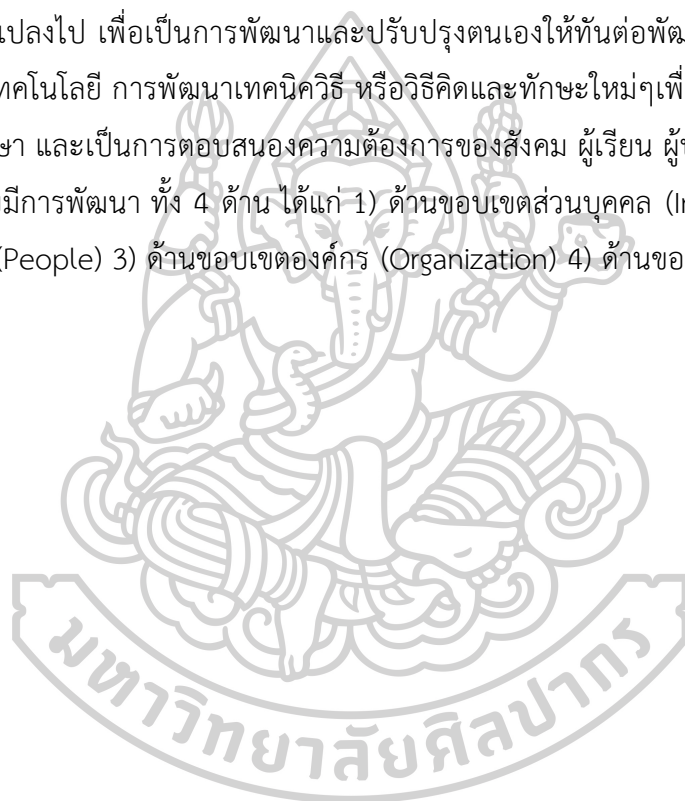 แปลงไป เพื่อเป็นการพัฒนาและปรับปรุงตนเองให้ทันต่อพัฒ
ทคโนโลยี การพัฒนาเทคนิควิธี หรือวิธีคิดและทักษะใหม่ๆเพื่
ษา และเป็นการตอบสนองความต้องการของสังคม ผู้เรียน
มีการพัฒนา ทั้ง 4 ด้าน ได้แก่ 1) ด้านขอบเขตส่วนบุคคล
(People) 3) ด้านขอบเขตองค์กร (Organization) 4) ด้านขอ
มหาวิทยาลัยศิลปากร